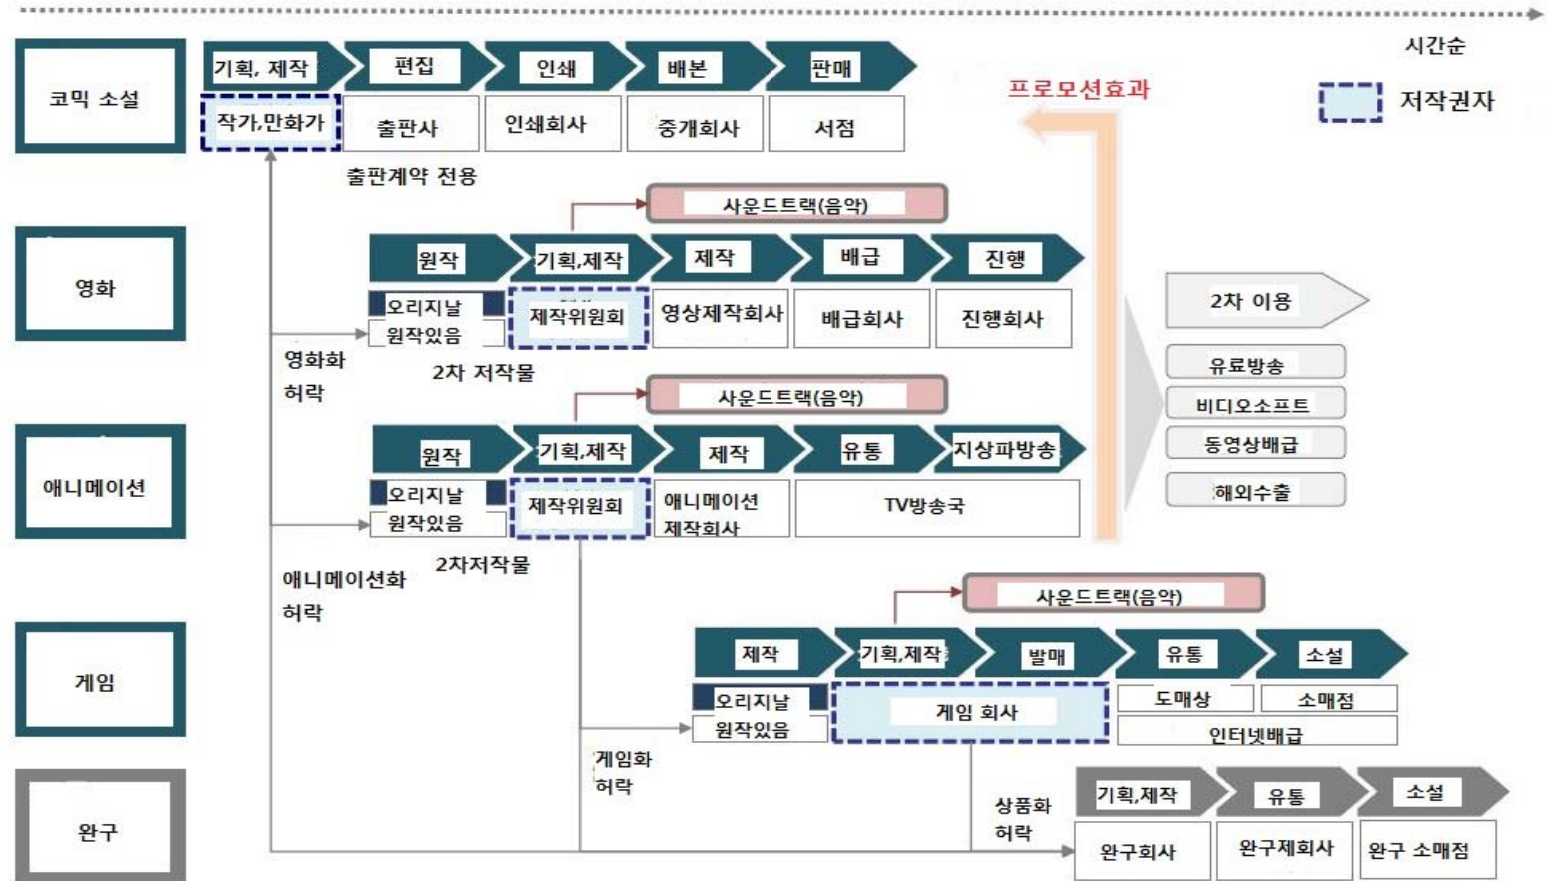 시간순
저작권자
프로모션효과
코믹 소설
기획, 제작
편집
인쇄
배본
판매
작가,만화가
출판사
인쇄회사
중개회사
서점
출판계약 전용
사운드트랙(음악)
영화
원작
기획,제작
제작
배급
진행
오리지날
원작있음
제작위원회
영상제작회사
배급회사
진행회사
영화화
허락
2차 저작물
2차 이용
유료방송
비디오소프트
동영상배급
해외수출
사운드트랙(음악)
애니메이션
원작
기획,제작
제작
유통
지상파방송
오리지날
원작있음
제작위원회
애니메이션
제작회사
TV방송국
애니메이션화
허락
2차저작물
사운드트랙(음악)
게임
제작
기획,제작
발매
유통
소설
오리지날
원작있음
게임 회사
도매상
소매점
인터넷배급
게임화
허락
상품화
허락
완구
기획,제작
유통
소설
완구회사
완구제회사
완구 소매점